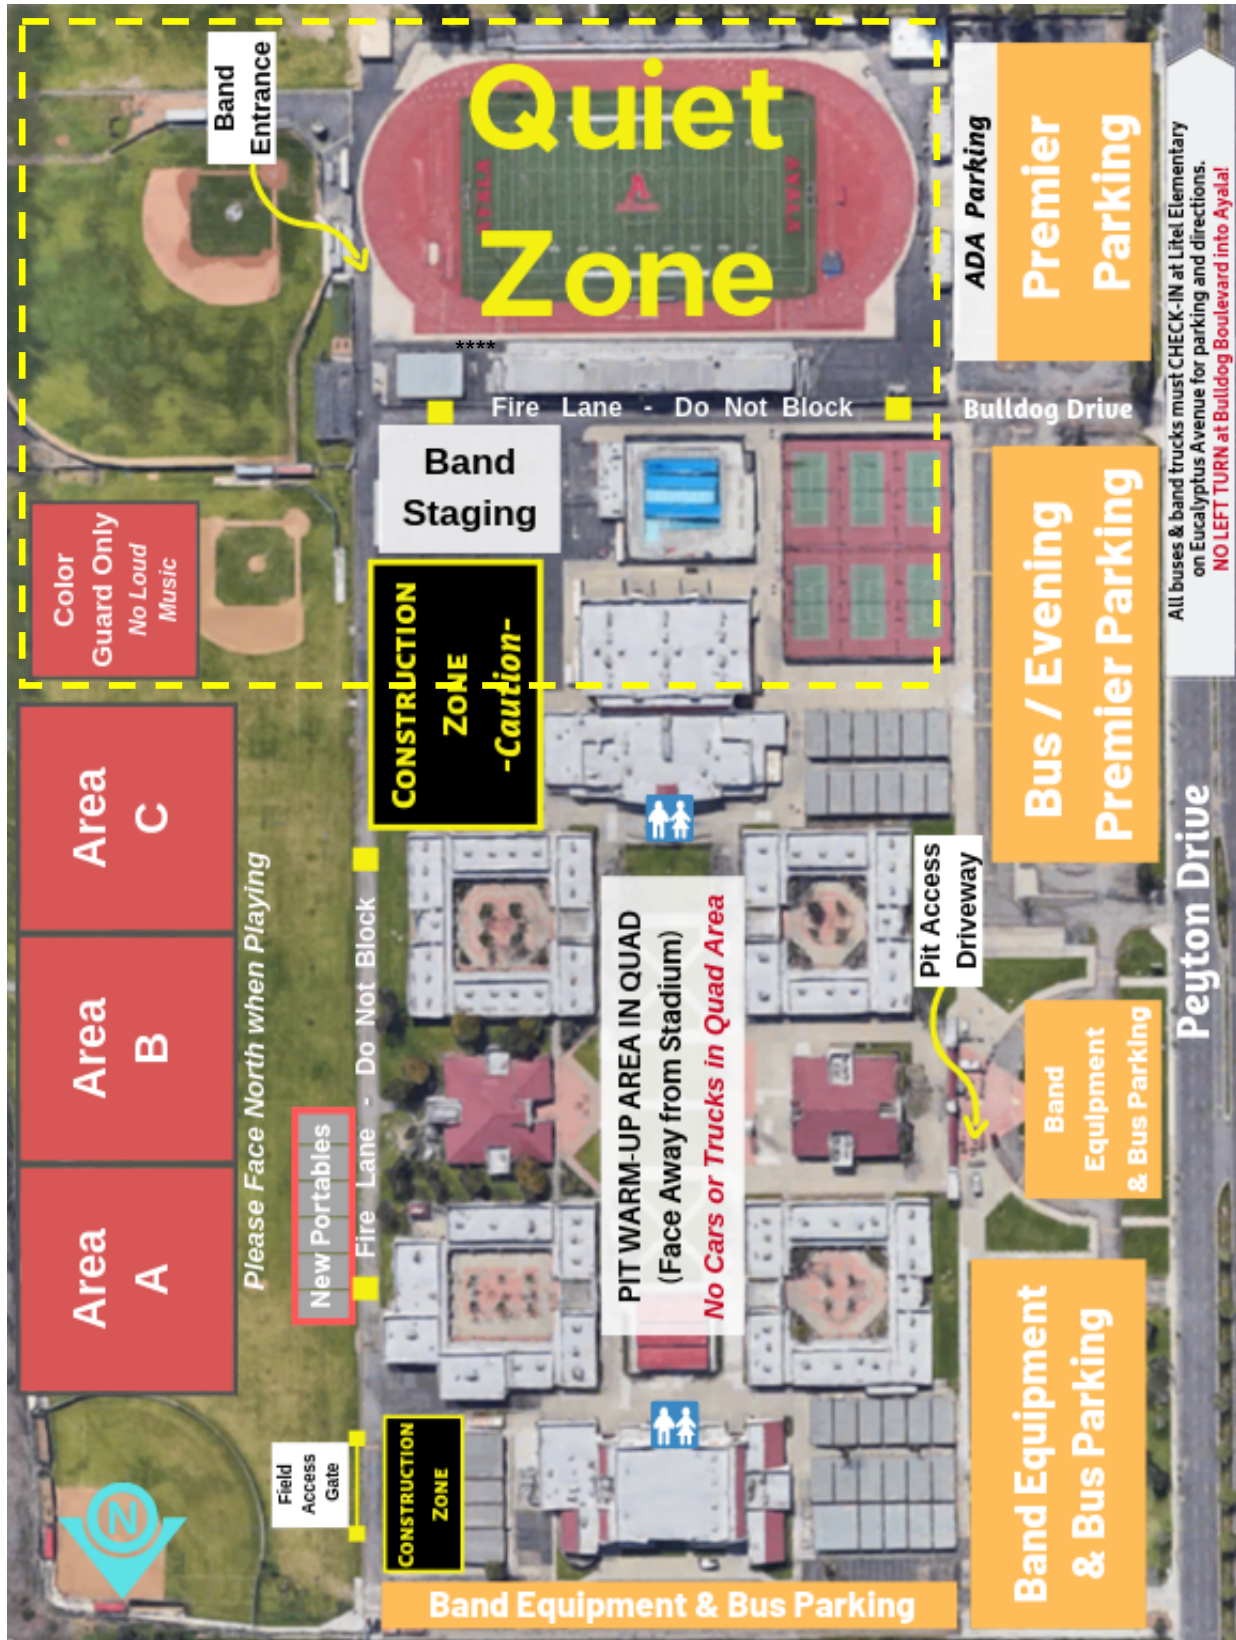 Quiet
Zone
Band
Entrance
AYALA
A
AYALA
ADA Parking
Premier
Parking
All buses & band trucks must CHECK-IN at Litel Elementary
on Eucalyptus Avenue for parking and directions.
NO LEFT TURN at Bulldog Boulevard into Ayala!
****
Fire Lane - Do Not Block
Bulldog Drive
Band
Staging
Color
Guard Only
No Loud
Music
CONSTRUCTION
ZONE
-Caution-
Bus / Evening
Premier Parking
Area
C
Area
B
Area
A
Please Face North when Playing
Fire Lane - Do Not Block
New Portables
PIT WARM-UP AREA IN QUAD
(Face Away from Stadium)
No Cars or Trucks in Quad Area
Pit Access
Driveway
Peyton Drive
Band
Equipment
& Bus Parking
Band Equipment
& Bus Parking
Field
Access
Gate
CONSTRUCTION
ZONE
N
Band Equipment & Bus Parking